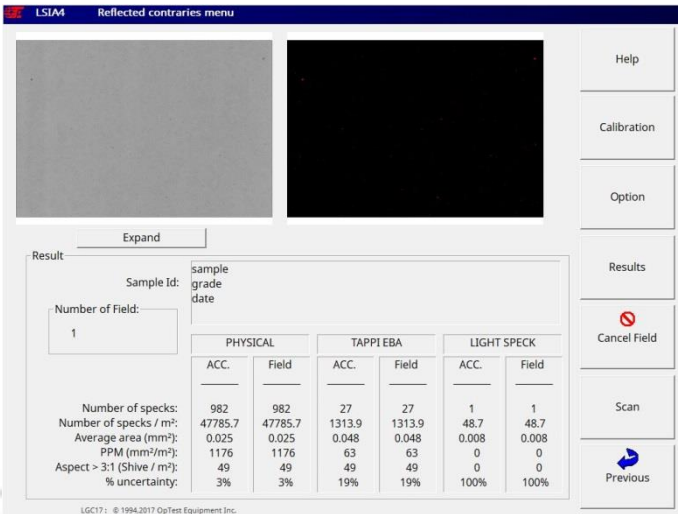 LSIA4 Reflected contraries menu
Help
Calibration
Option
Expand
Result
Results
Sample Id: sample
grade
date
Number of Field:
1
Cancel Field
PHYSICAL TAPPI EBA LIGHT SPECK
ACC. Field ACC. Field ACC. Field
Number of specks: 982 982 27 27 1 1
Scan
Number of specks / m²: 47785.7 47785.7 1313.9 1313.9 48.7 48.7
Average area (mm²): 0.025 0.025 0.048 0.048 0.008 0.008
PPM (mm²/m²): 1176 1176 63 63 0 0
Aspect > 3:1 (Shive / m²): 49 49 49 49 0 0
% uncertainty: 3% 3% 19% 19% 100% 100%
Previous
LGC17 : © 1994,2017 OpTest Equipment Inc.